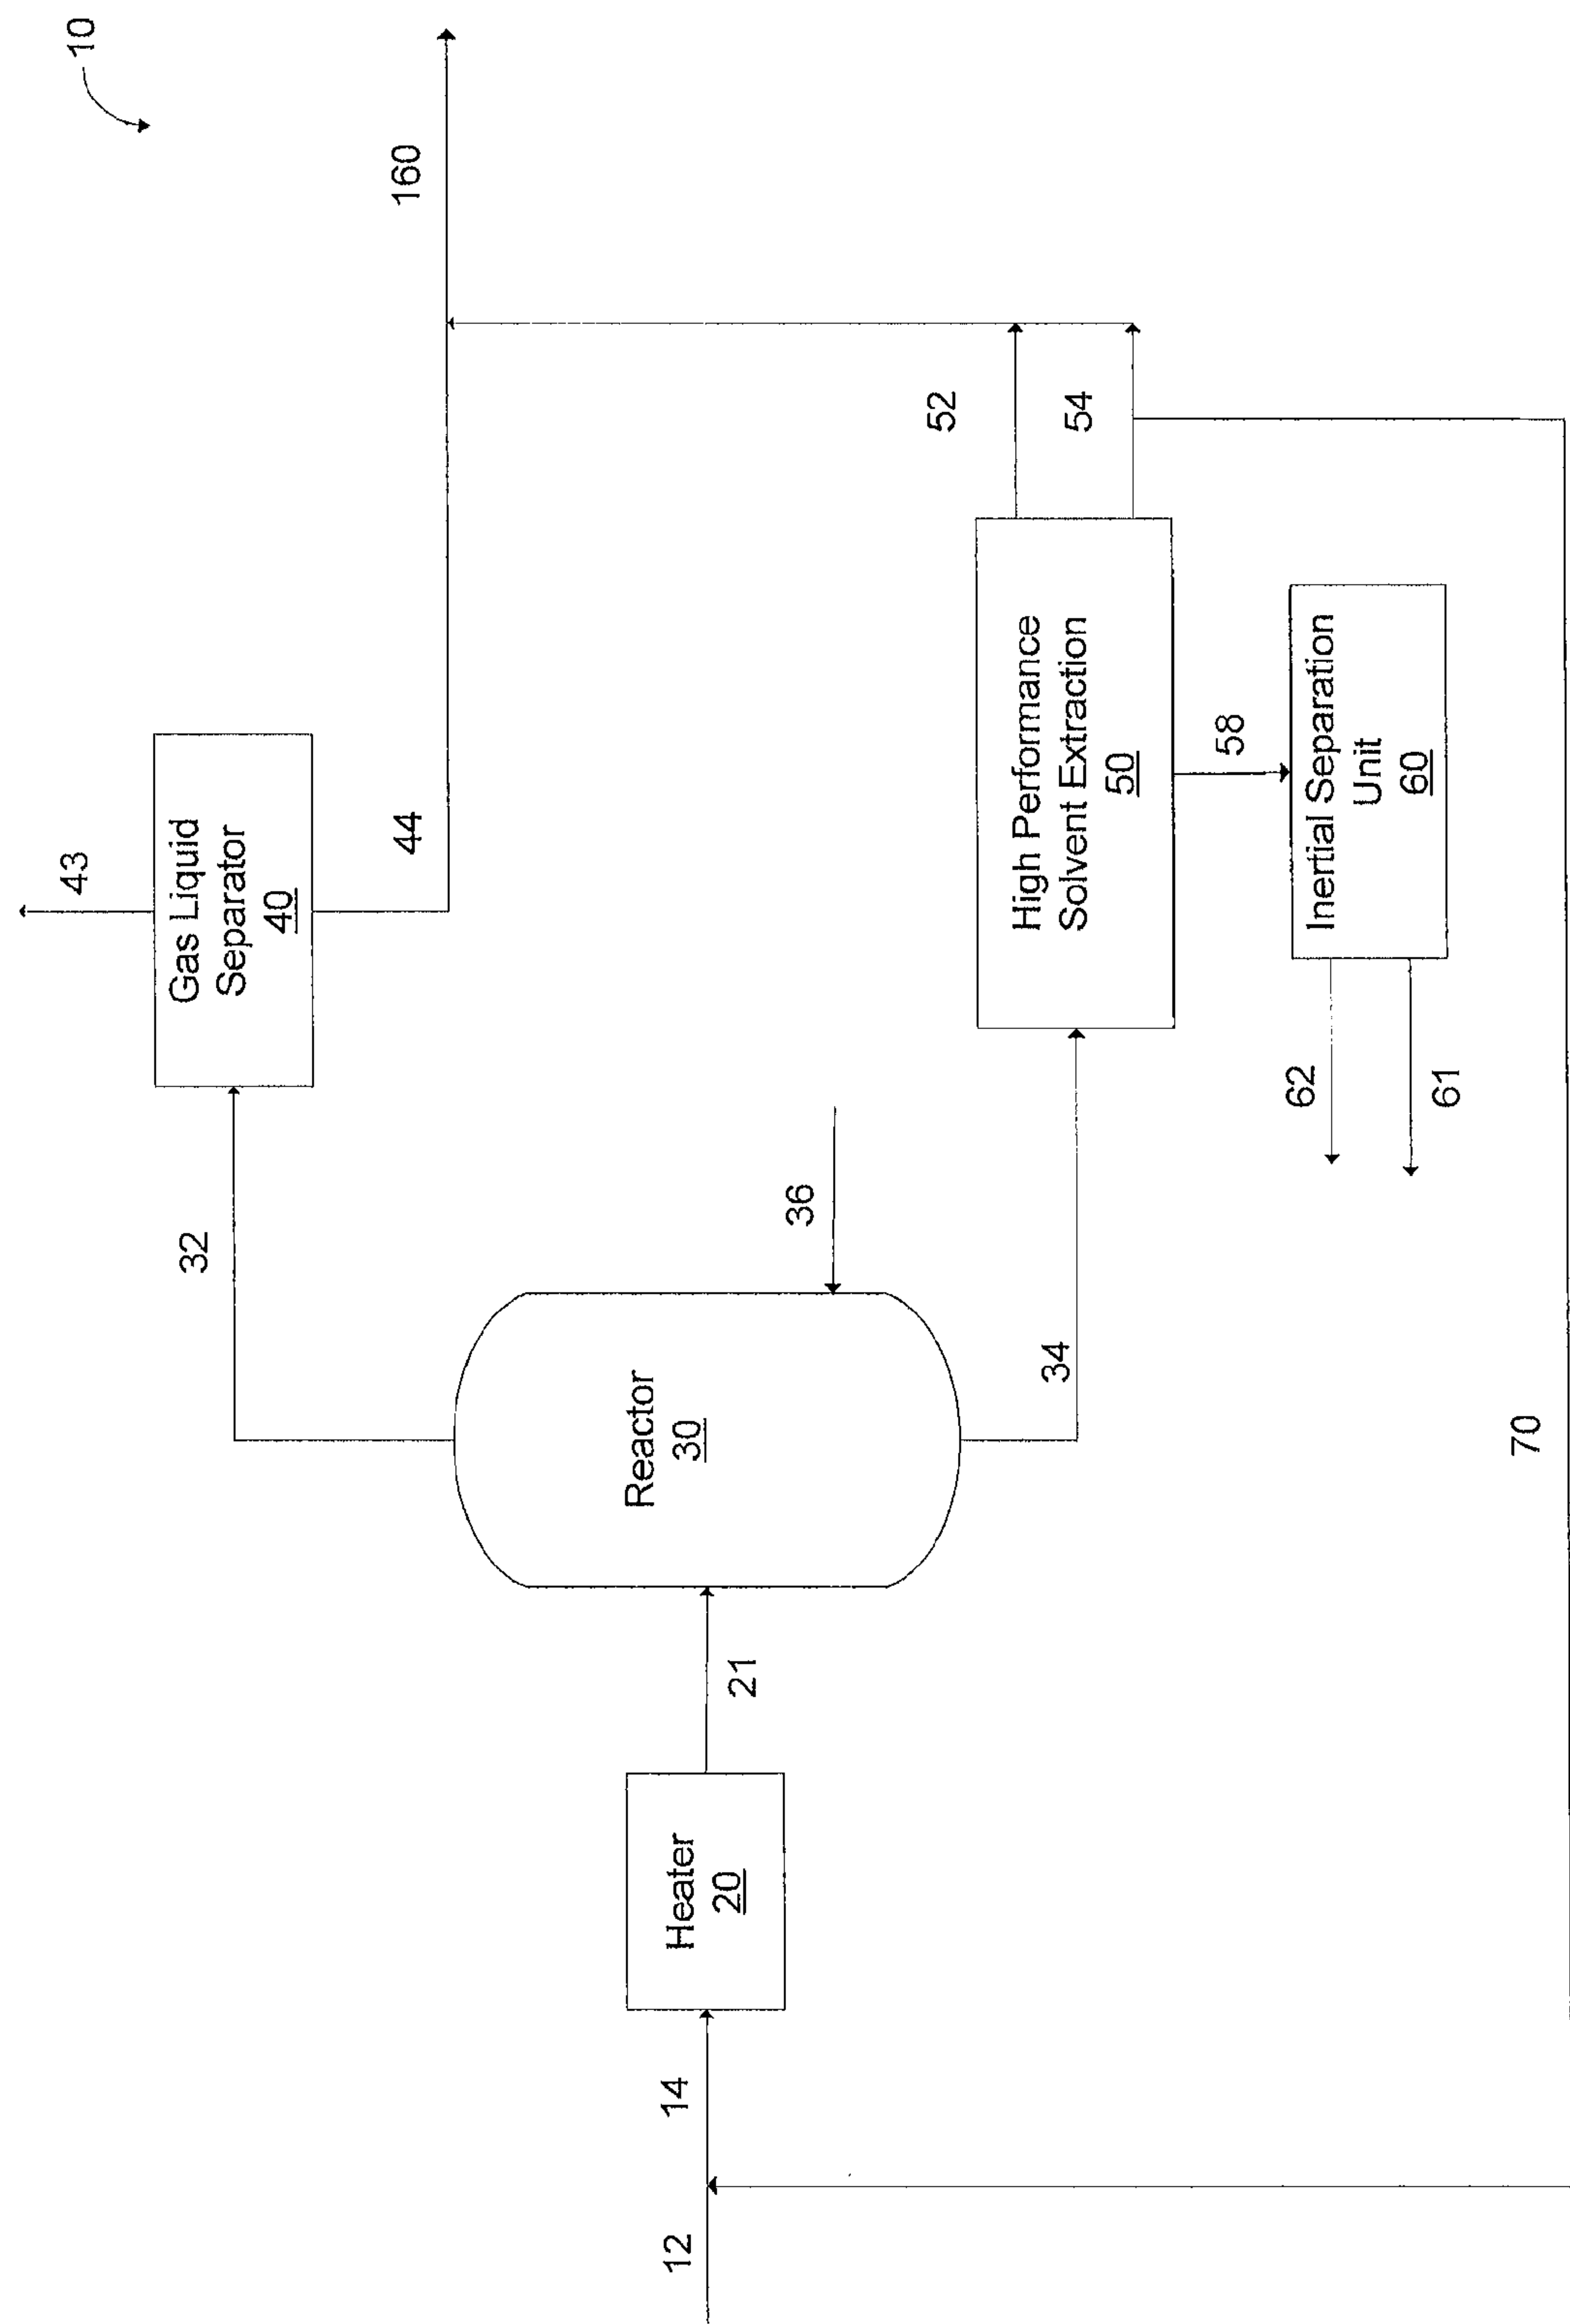 10
43
Gas Liquid
Separator
40
32
44
160
Reactor
30
36
34
Heater
20
21
14
12
High Performance
Solvent Extraction
50
52
54
58
Inertial Separation
Unit
60
62
61
70